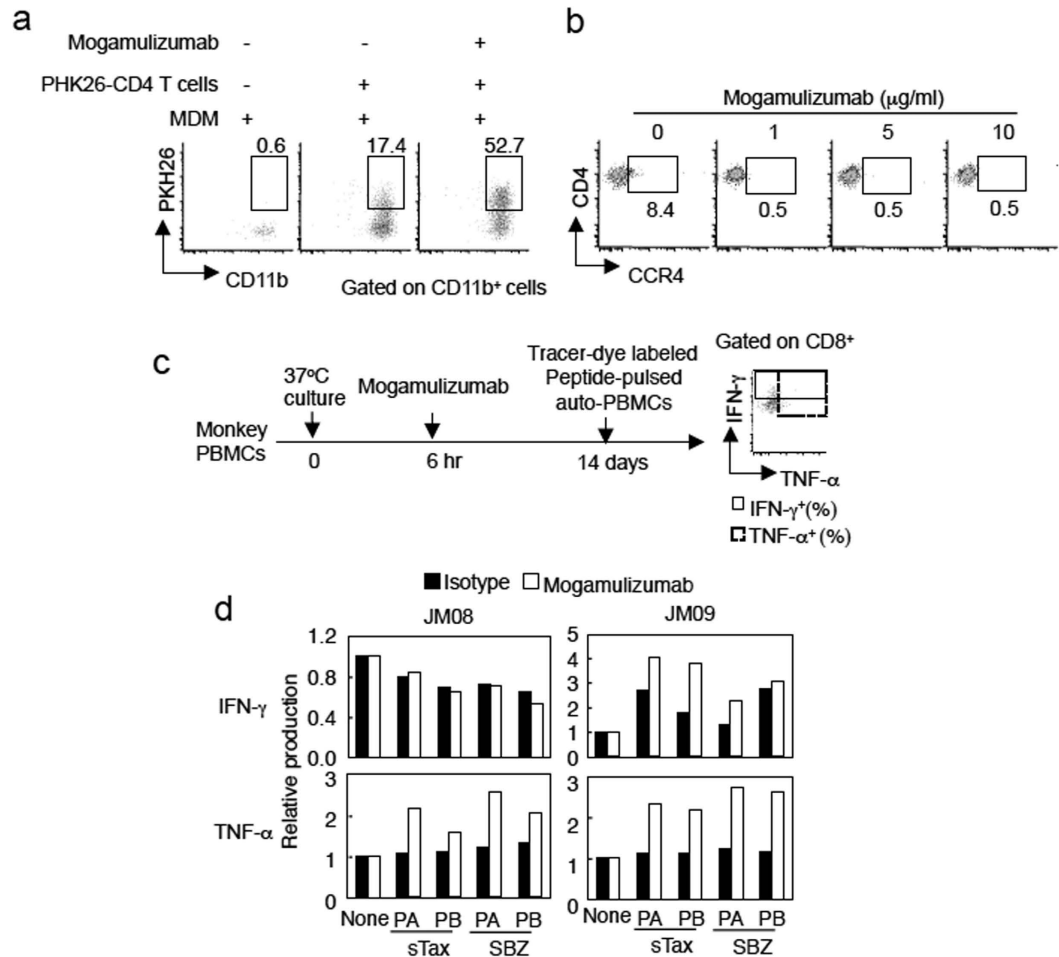 a
Mogamulizumab - - +
PHK26-CD4 T cells - + +
MDM + + +
0.6 17.4 52.7
PKH26
CD11b
Gated on CD11b⁺ cells
b
Mogamulizumab (μg/ml)
0 1 5 10
CD4
8.4 0.5 0.5 0.5
CCR4
c
37ºC
culture
Mogamulizumab
Tracer-dye labeled
Peptide-pulsed
auto-PBMCs
Monkey
PBMCs
0 6 hr 14 days
Gated on CD8⁺
IFN-γ
TNF-α
IFN-γ⁺(%)
TNF-α⁺(%)
Isotype Mogamulizumab
d
JM08 JM09
Relative production
IFN-γ
1.2
0.8
0.4
0.0
5
4
3
2
1
0
TNF-α
3
2
1
0
3
2
1
0
None PA PB PA PB None PA PB PA PB
sTax SBZ sTax SBZ